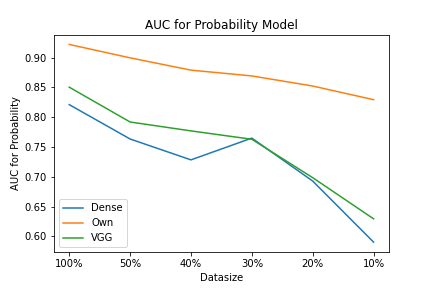 AUC for Probability Model
AUC for Probability
0.90
0.85
0.80
0.75
0.70
0.65
0.60
Dense
Own
VGG
100% 50% 40% 30% 20% 10%
Datasize